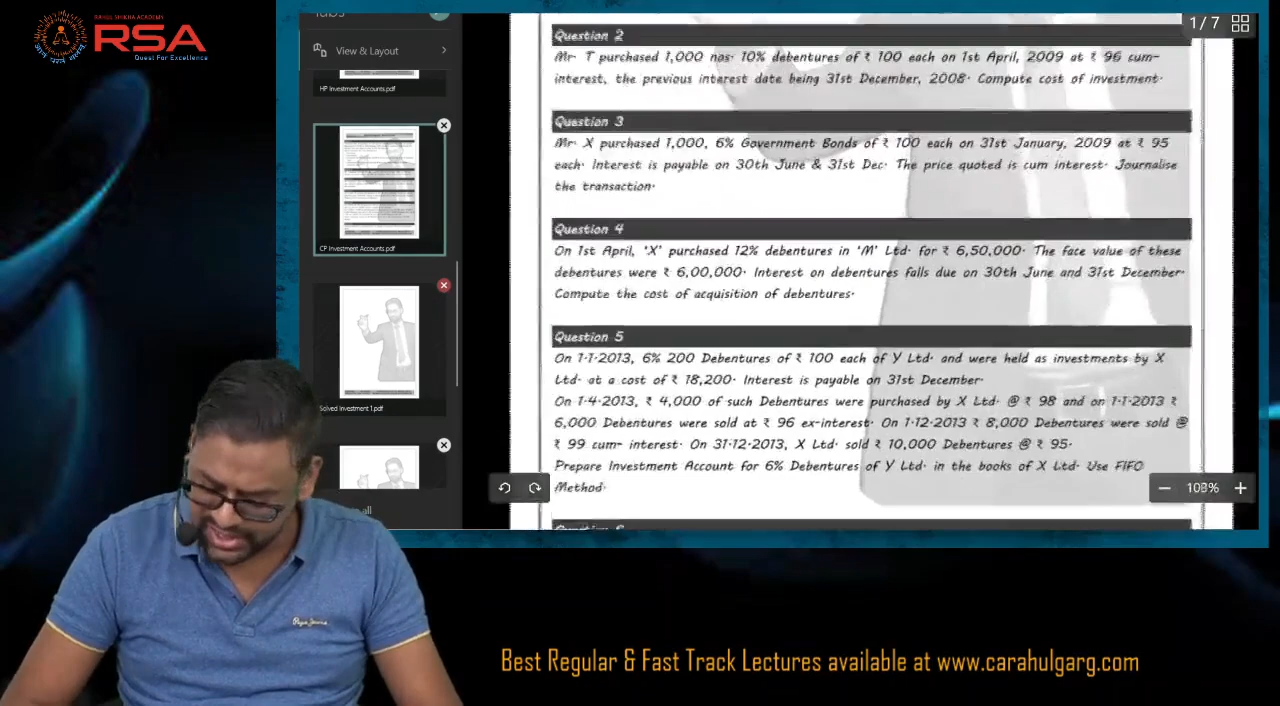 RAHUL SHIKHA ACADEMY
RSA
Quest For Excellence
Tabs
View & Layout
HP Investment Accounts.pdf
CP Investment Accounts.pdf
Solved Investment 1.pdf
all
1/7
Question 2
Mr. T purchased 1,000 nos. 10% debentures of ₹ 100 each on 1st April, 2009 at ₹ 96 cum-
interest, the previous interest date being 31st December, 2008. Compute cost of investment.
Question 3
Mr. X purchased 1,000, 6% Government Bonds of ₹ 100 each on 31st January, 2009 at ₹ 95
each. Interest is payable on 30th June & 31st Dec. The price quoted is cum interest. Journalise
the transaction.
Question 4
On 1st April, 'X' purchased 12% debentures in 'M' Ltd. for ₹ 6,50,000. The face value of these
debentures were ₹ 6,00,000. Interest on debentures falls due on 30th June and 31st December.
Compute the cost of acquisition of debentures.
Question 5
On 1.1.2013, 6% 200 Debentures of ₹ 100 each of Y Ltd. and were held as investments by X
Ltd. at a cost of ₹ 18,200. Interest is payable on 31st December.
On 1.4.2013, ₹ 4,000 of such Debentures were purchased by X Ltd. @ ₹ 98 and on 1.1.2013 ₹
6,000 Debentures were sold at ₹ 96 ex-interest. On 1.12.2013 ₹ 8,000 Debentures were sold @
₹ 99 cum- interest. On 31.12.2013, X Ltd. sold ₹ 10,000 Debentures @ ₹ 95.
Prepare Investment Account for 6% Debentures of Y Ltd. in the books of X Ltd. Use FIFO
Method.
Question 6
108%
Pepe Jeans
Best Regular & Fast Track Lectures available at www.carahulgarg.com